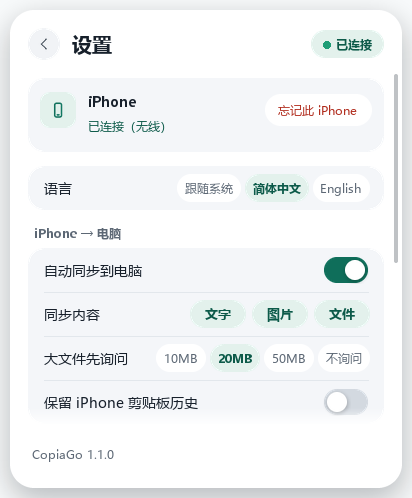 设置
已连接
iPhone
已连接（无线）
忘记此 iPhone
语言 跟随系统 简体中文 English
iPhone → 电脑
自动同步到电脑
同步内容 文字 图片 文件
大文件先询问 10MB 20MB 50MB 不询问
保留 iPhone 剪贴板历史
CopiaGo 1.1.0